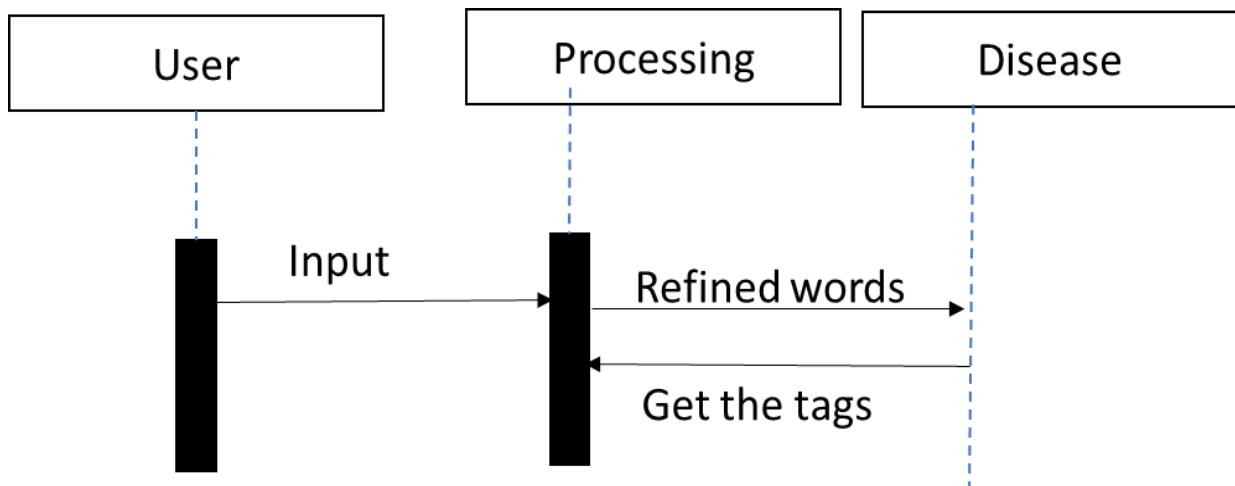 User
Processing
Disease
Input
Refined words
Get the tags